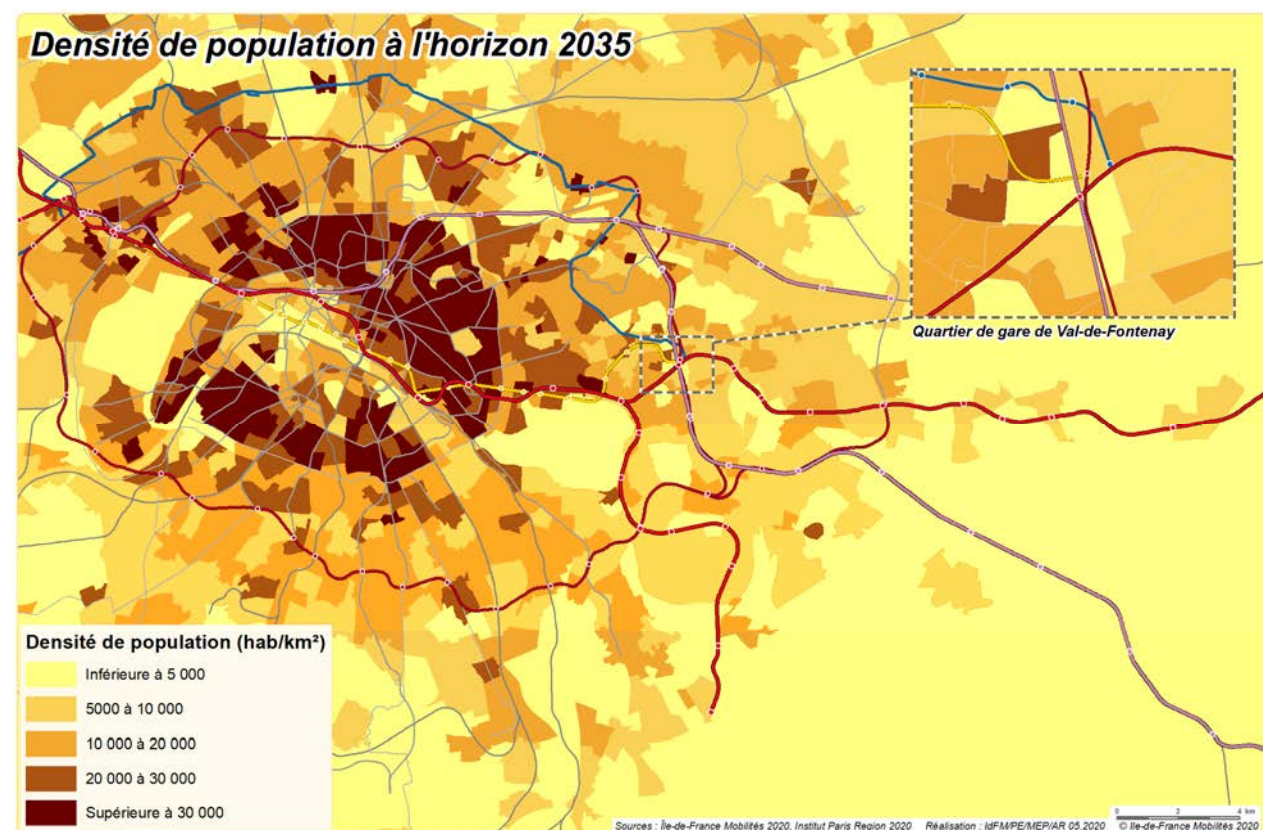 Densité de population à l'horizon 2035
Quartier de gare de Val-de-Fontenay
Densité de population (hab/km²)
Inférieure à 5 000
5000 à 10 000
10 000 à 20 000
20 000 à 30 000
Supérieure à 30 000
0 2 4 km
Sources : Île-de-France Mobilités 2020, Institut Paris Region 2020 Réalisation : IdFM/PE/MEP/AR 05.2020 © Ile-de-France Mobilités 2020